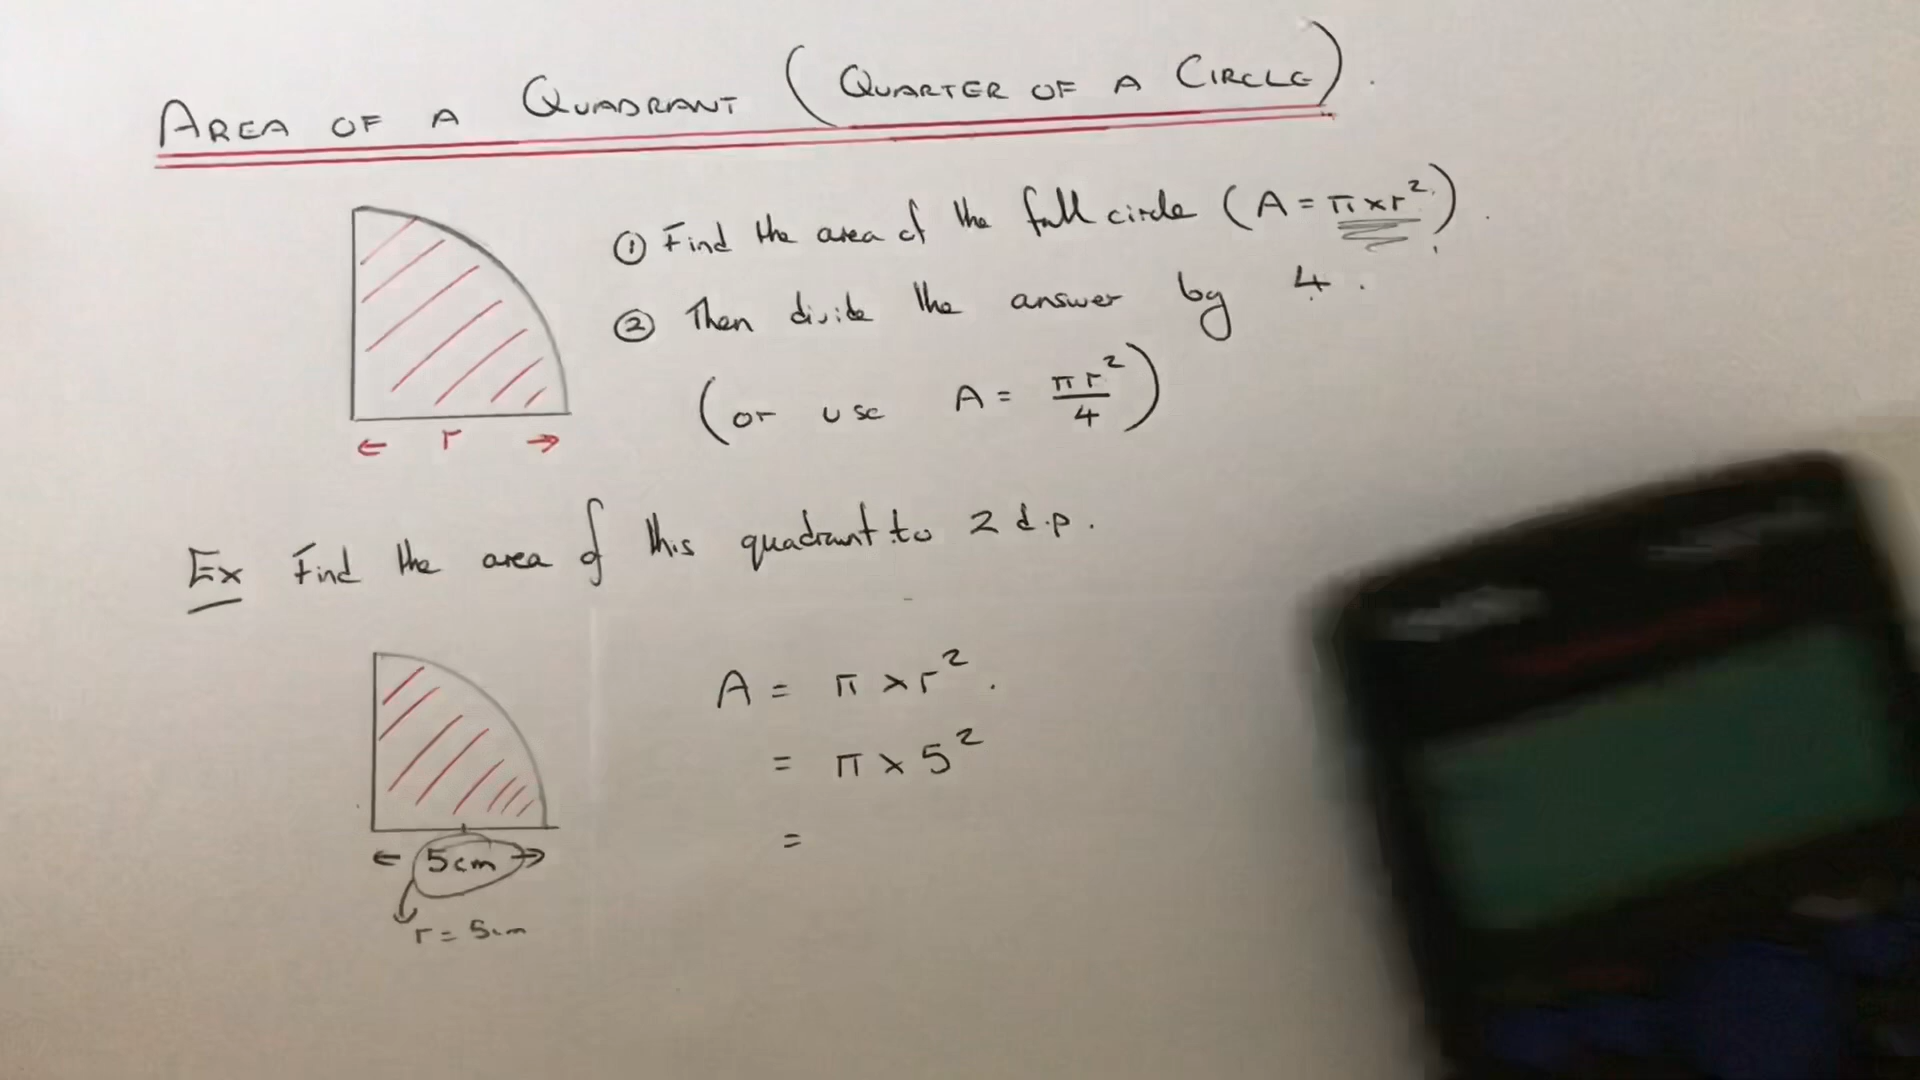 AREA OF A QUADRANT (QUARTER OF A CIRCLE).
① Find the area of the full circle (A = π×r²).
② Then divide the answer by 4.
(or use A = πr²/4)
r
Ex Find the area of this quadrant to 2 d.p.
A = π × r².
= π × 5²
=
5cm
r = 5cm